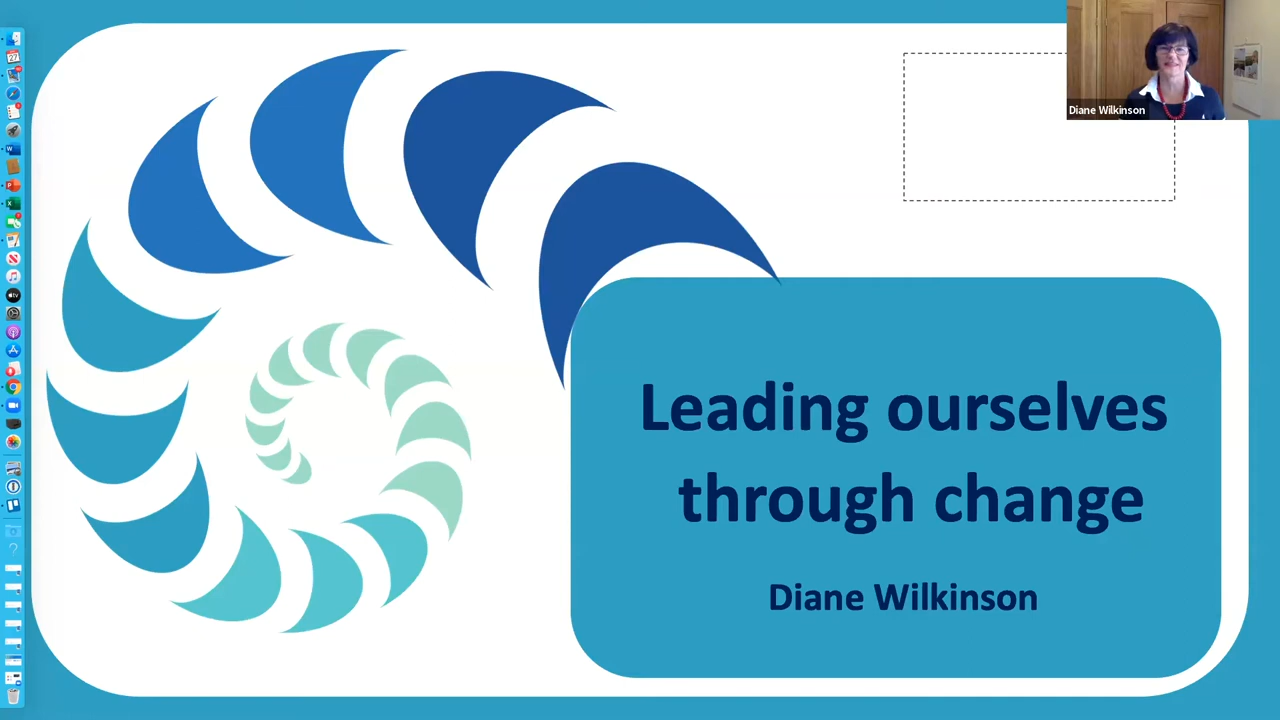 Diane Wilkinson
Leading ourselves
through change
Diane Wilkinson